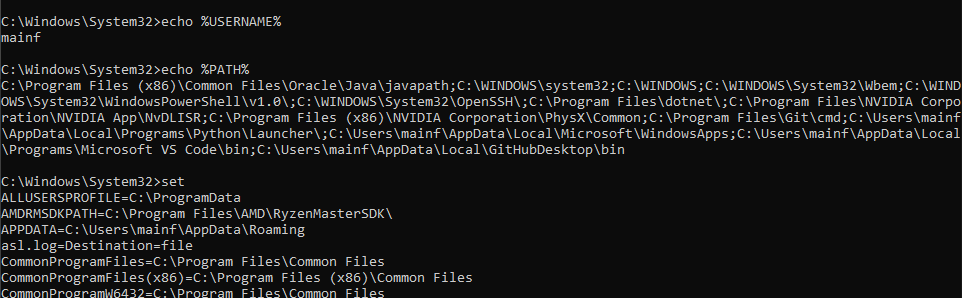 C:\Windows\System32>echo %USERNAME%
mainf
C:\Windows\System32>echo %PATH%
C:\Program Files (x86)\Common Files\Oracle\Java\javapath;C:\WINDOWS\system32;C:\WINDOWS;C:\WINDOWS\System32\Wbem;C:\WIND
OWS\System32\WindowsPowerShell\v1.0\;C:\WINDOWS\System32\OpenSSH\;C:\Program Files\dotnet\;C:\Program Files\NVIDIA Corpo
ration\NVIDIA App\NvDLISR;C:\Program Files (x86)\NVIDIA Corporation\PhysX\Common;C:\Program Files\Git\cmd;C:\Users\mainf
\AppData\Local\Programs\Python\Launcher\;C:\Users\mainf\AppData\Local\Microsoft\WindowsApps;C:\Users\mainf\AppData\Local
\Programs\Microsoft VS Code\bin;C:\Users\mainf\AppData\Local\GitHubDesktop\bin
C:\Windows\System32>set
ALLUSERSPROFILE=C:\ProgramData
AMDRMSDKPATH=C:\Program Files\AMD\RyzenMasterSDK\
APPDATA=C:\Users\mainf\AppData\Roaming
asl.log=Destination=file
CommonProgramFiles=C:\Program Files\Common Files
CommonProgramFiles(x86)=C:\Program Files (x86)\Common Files
CommonProgramW6432=C:\Program Files\Common Files